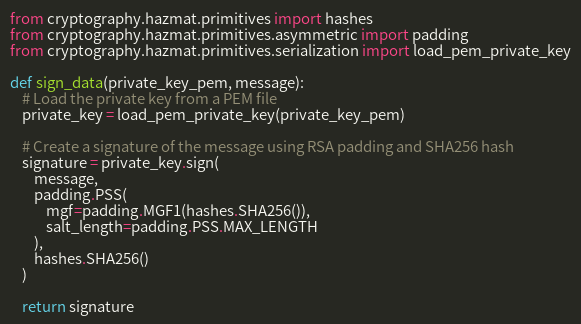 from cryptography.hazmat.primitives import hashes
from cryptography.hazmat.primitives.asymmetric import padding
from cryptography.hazmat.primitives.serialization import load_pem_private_key

def sign_data(private_key_pem, message):
    # Load the private key from a PEM file
    private_key = load_pem_private_key(private_key_pem)

    # Create a signature of the message using RSA padding and SHA256 hash
    signature = private_key.sign(
        message,
        padding.PSS(
            mgf=padding.MGF1(hashes.SHA256()),
            salt_length=padding.PSS.MAX_LENGTH
        ),
        hashes.SHA256()
    )

    return signature